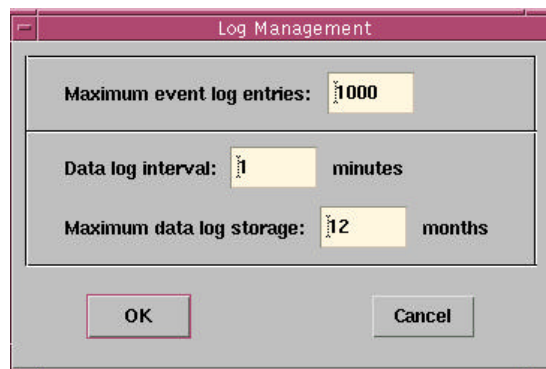 Log Management
Maximum event log entries: 1000
Data log interval: 1 minutes
Maximum data log storage: 12 months
OK Cancel